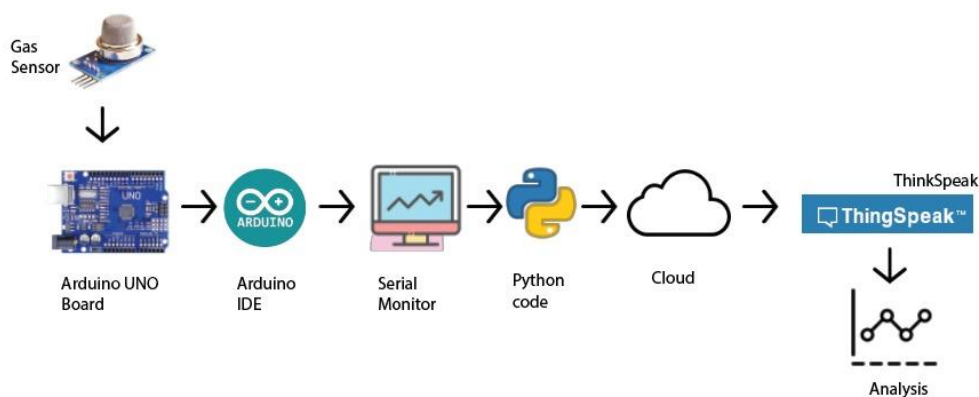 Gas
Sensor
UNO
Arduino UNO
Board
ARDUINO
Arduino
IDE
Serial
Monitor
Python
code
Cloud
ThinkSpeak
ThingSpeak™
Analysis